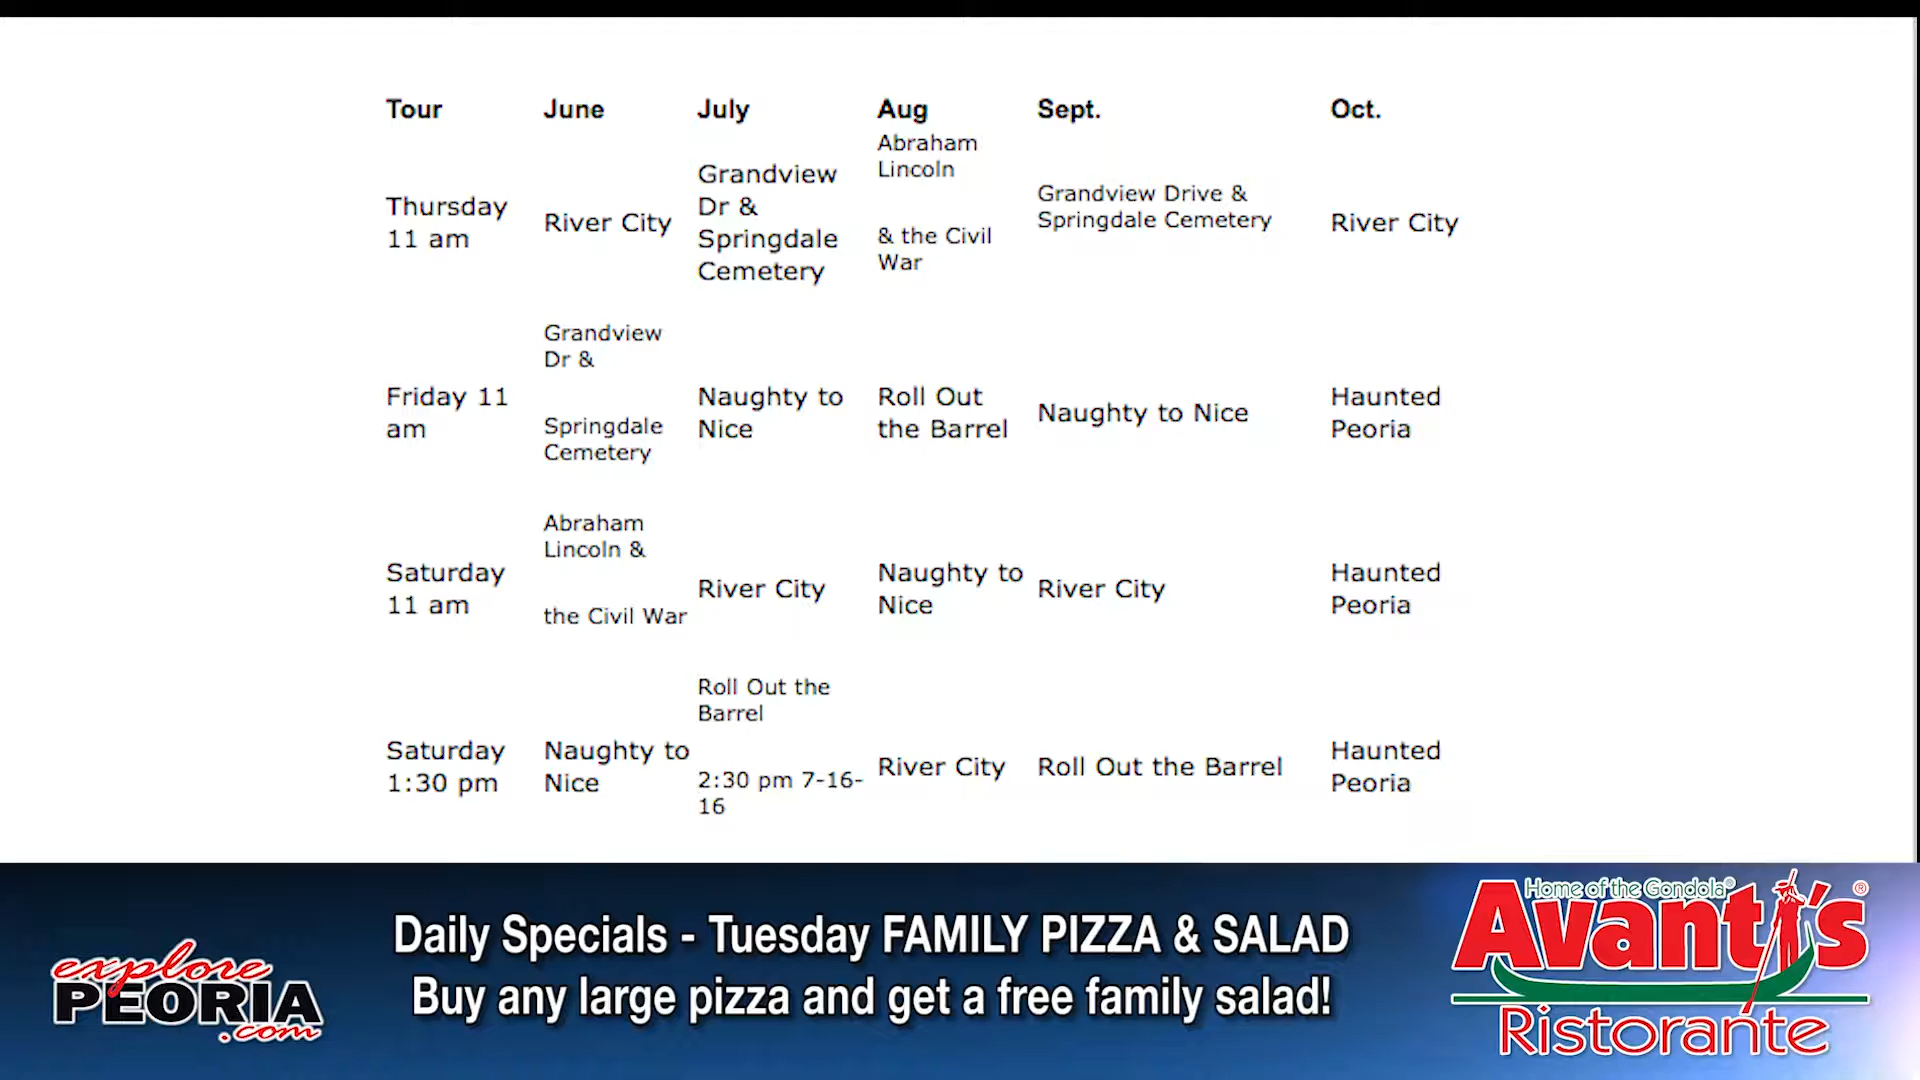 Tour June July Aug Sept. Oct.
Thursday
11 am
River City
Grandview
Dr &
Springdale
Cemetery
Abraham
Lincoln
& the Civil
War
Grandview Drive &
Springdale Cemetery
River City
Friday 11
am
Grandview
Dr &
Springdale
Cemetery
Naughty to
Nice
Roll Out
the Barrel
Naughty to Nice
Haunted
Peoria
Saturday
11 am
Abraham
Lincoln &
the Civil War
River City
Naughty to
Nice
River City
Haunted
Peoria
Saturday
1:30 pm
Naughty to
Nice
Roll Out the
Barrel
2:30 pm 7-16-
16
River City
Roll Out the Barrel
Haunted
Peoria
explore
PEORIA
.com
Daily Specials - Tuesday FAMILY PIZZA & SALAD
Buy any large pizza and get a free family salad!
Home of the Gondola®
Avanti's®
Ristorante